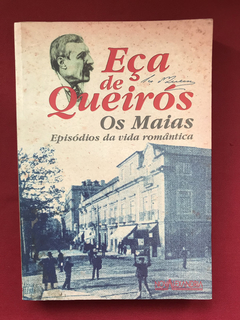 Eça
de
Queirós
Os Maias
Episódios da vida romântica